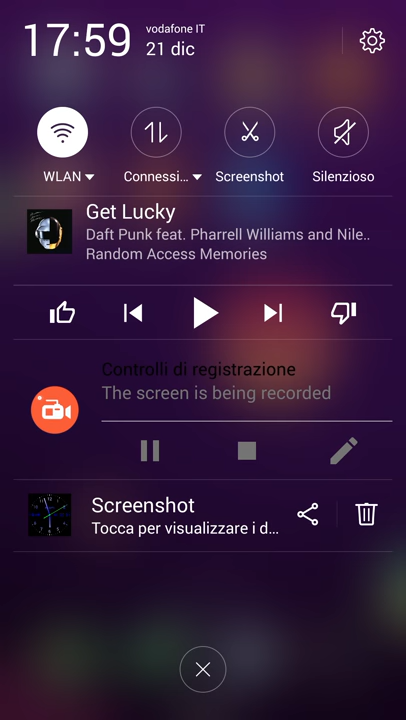 17:59
vodafone IT
21 dic
WLAN
Connessi...
Screenshot
Silenzioso
Get Lucky
Daft Punk feat. Pharrell Williams and Nile..
Random Access Memories
Controlli di registrazione
The screen is being recorded
Screenshot
Tocca per visualizzare i d...